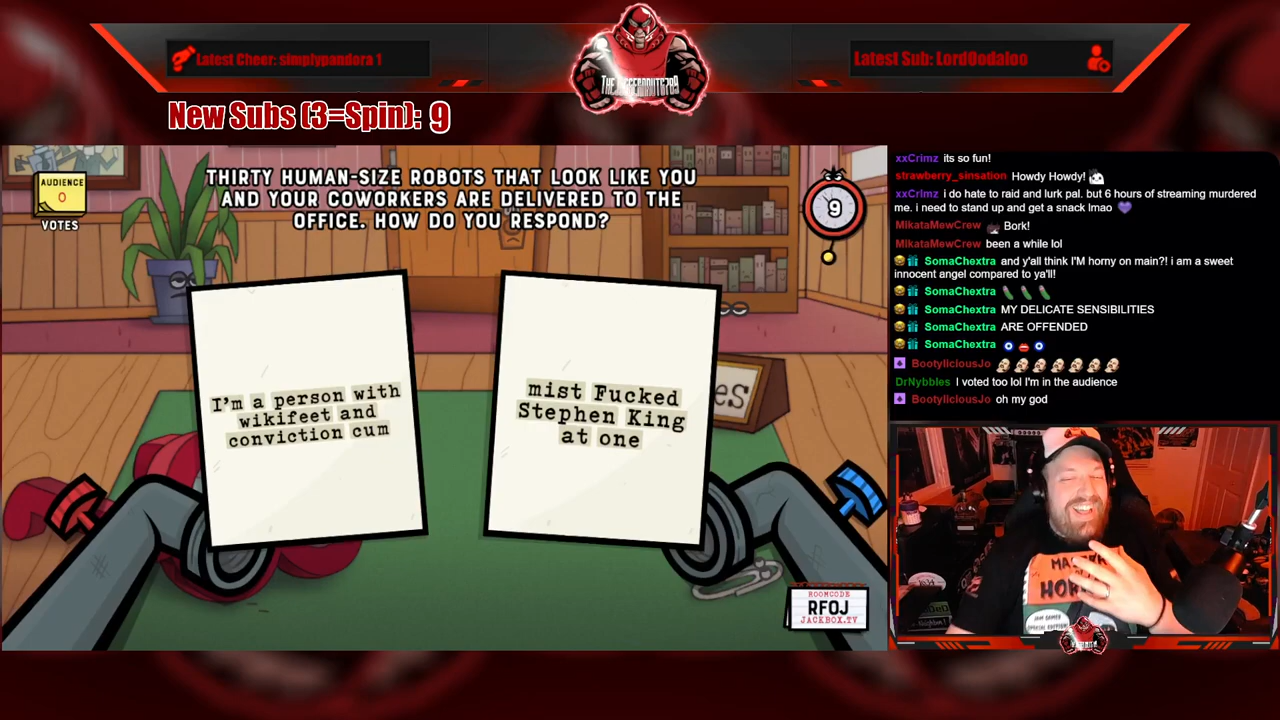 Latest Cheer: simplypandora 1
THEJUGGERNAUT6789
Latest Sub: LordOodaloo
New Subs (3=Spin): 9
AUDIENCE
0
VOTES
THIRTY HUMAN-SIZE ROBOTS THAT LOOK LIKE YOU
AND YOUR COWORKERS ARE DELIVERED TO THE
OFFICE. HOW DO YOU RESPOND?
9
I'm a person with
wikifeet and
conviction cum
mist Fucked
Stephen King
at one
es
ROOMCODE
RFOJ
JACKBOX.TV
xxCrimz its so fun!
strawberry_sinsation Howdy Howdy!
xxCrimz i do hate to raid and lurk pal. but 6 hours of streaming murdered
me. i need to stand up and get a snack lmao
MikataMewCrew Bork!
MikataMewCrew been a while lol
SomaChextra and y'all think I'M horny on main?! i am a sweet
innocent angel compared to ya'll!
SomaChextra
SomaChextra MY DELICATE SENSIBILITIES
SomaChextra ARE OFFENDED
SomaChextra
BootyliciousJo
DrNybbles I voted too lol I'm in the audience
BootyliciousJo oh my god